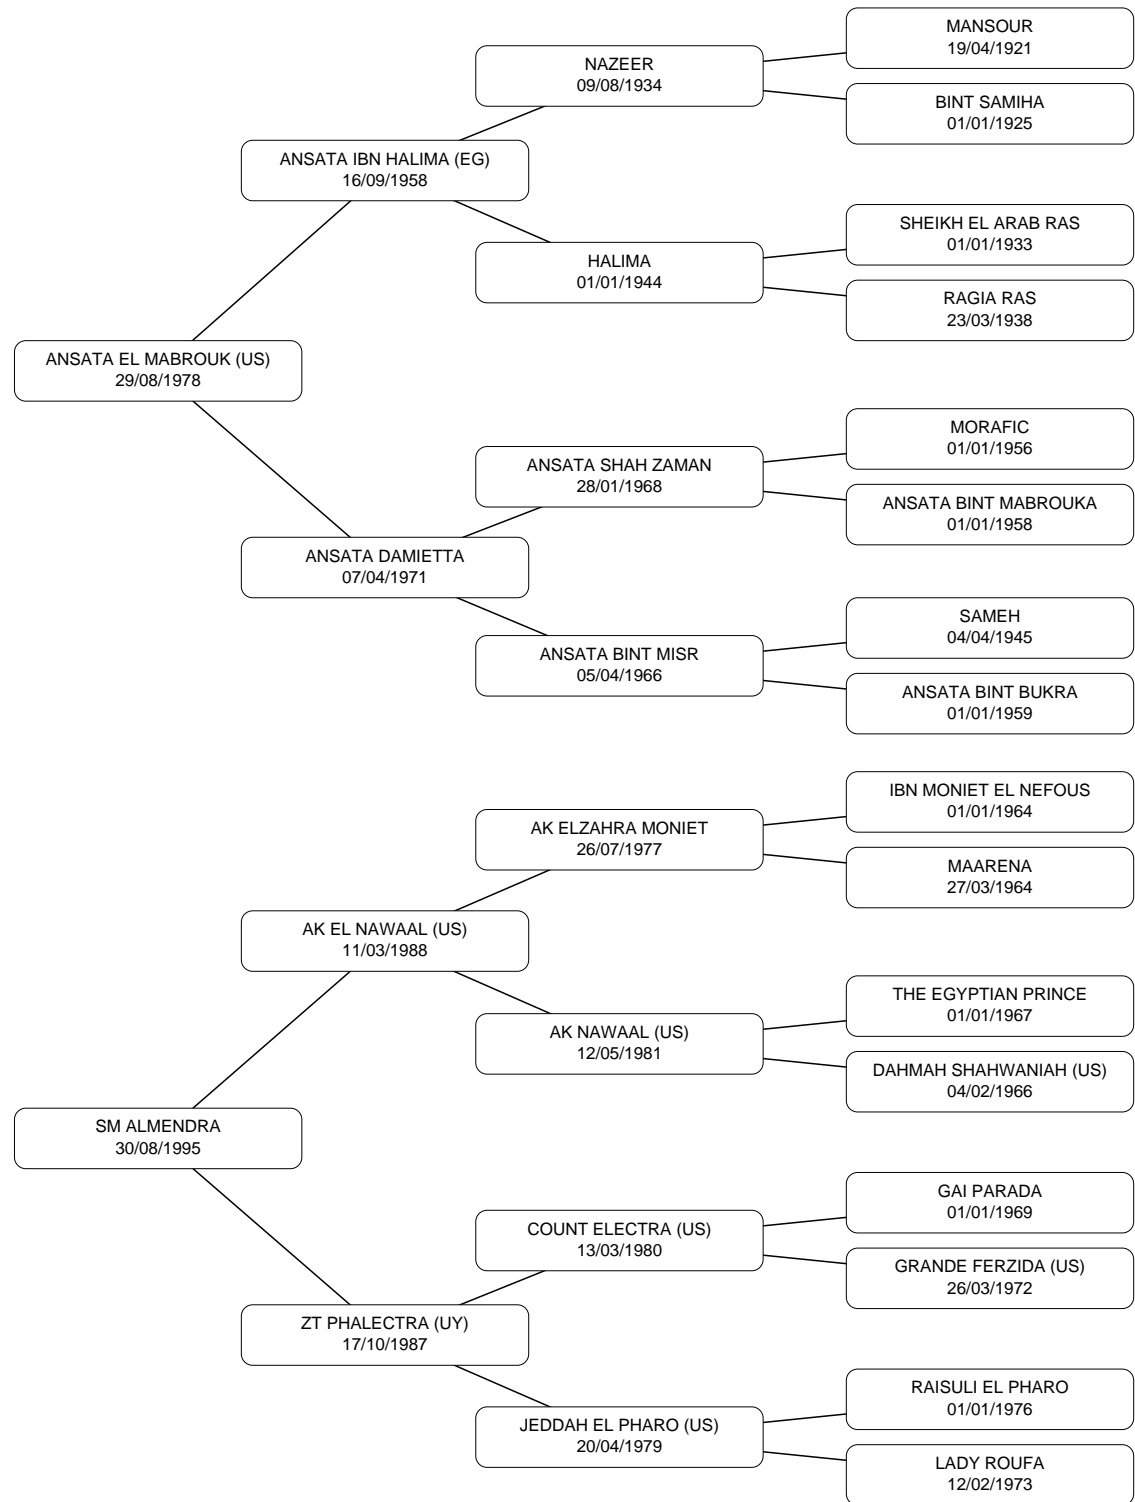 MANSOUR
19/04/1921
NAZEER
09/08/1934
BINT SAMIHA
01/01/1925
ANSATA IBN HALIMA (EG)
16/09/1958
SHEIKH EL ARAB RAS
01/01/1933
HALIMA
01/01/1944
RAGIA RAS
23/03/1938
ANSATA EL MABROUK (US)
29/08/1978
MORAFIC
01/01/1956
ANSATA SHAH ZAMAN
28/01/1968
ANSATA BINT MABROUKA
01/01/1958
ANSATA DAMIETTA
07/04/1971
SAMEH
04/04/1945
ANSATA BINT MISR
05/04/1966
ANSATA BINT BUKRA
01/01/1959
IBN MONIET EL NEFOUS
01/01/1964
AK ELZAHRA MONIET
26/07/1977
MAARENA
27/03/1964
AK EL NAWAAL (US)
11/03/1988
THE EGYPTIAN PRINCE
01/01/1967
AK NAWAAL (US)
12/05/1981
DAHMAH SHAHWANIAH (US)
04/02/1966
SM ALMENDRA
30/08/1995
GAI PARADA
01/01/1969
COUNT ELECTRA (US)
13/03/1980
GRANDE FERZIDA (US)
26/03/1972
ZT PHALECTRA (UY)
17/10/1987
RAISULI EL PHARO
01/01/1976
JEDDAH EL PHARO (US)
20/04/1979
LADY ROUFA
12/02/1973